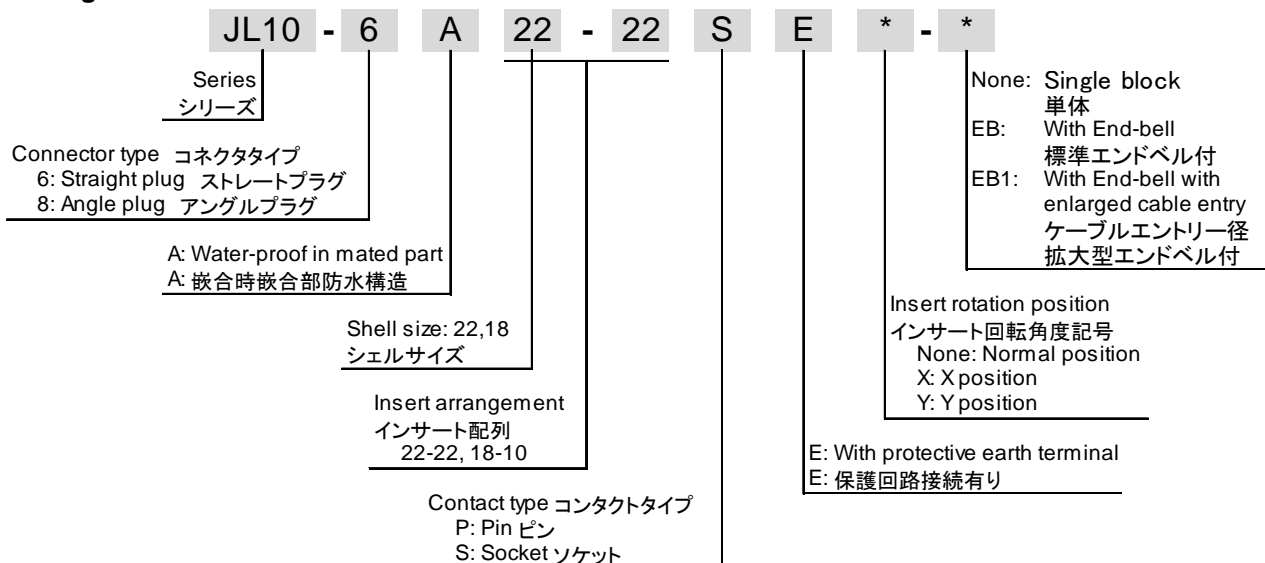 JL10 - 6 A 22 - 22 S E * - *
Series
シリーズ
Connector type コネクタタイプ
6: Straight plug ストレートプラグ
8: Angle plug アングルプラグ
A: Water-proof in mated part
A: 嵌合時嵌合部防水構造
Shell size: 22,18
シェルサイズ
Insert arrangement
インサート配列
22-22, 18-10
Contact type コンタクトタイプ
P: Pin ピン
S: Socket ソケット
E: With protective earth terminal
E: 保護回路接続有り
Insert rotation position
インサート回転角度記号
None: Normal position
X: X position
Y: Y position
None: Single block
単体
EB: With End-bell
標準エンドベル付
EB1: With End-bell with
enlarged cable entry
ケーブルエントリー径
拡大型エンドベル付